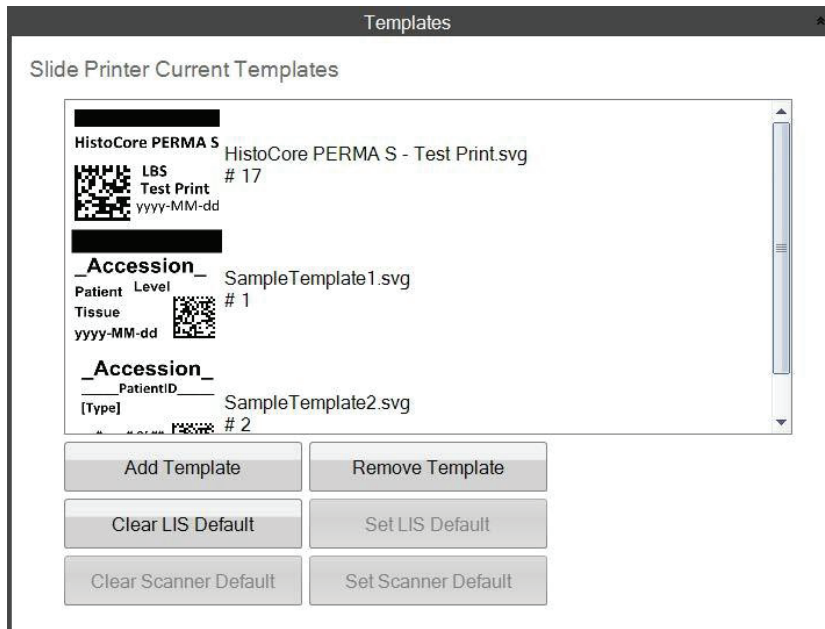 Templates
Slide Printer Current Templates
HistoCore PERMA S
LBS
Test Print
yyyy-MM-dd
HistoCore PERMA S - Test Print.svg
# 17
_Accession_
Patient Level
Tissue
yyyy-MM-dd
SampleTemplate1.svg
# 1
_Accession_
_____PatientID_____
[Type]
SampleTemplate2.svg
# 2
Add Template
Remove Template
Clear LIS Default
Set LIS Default
Clear Scanner Default
Set Scanner Default